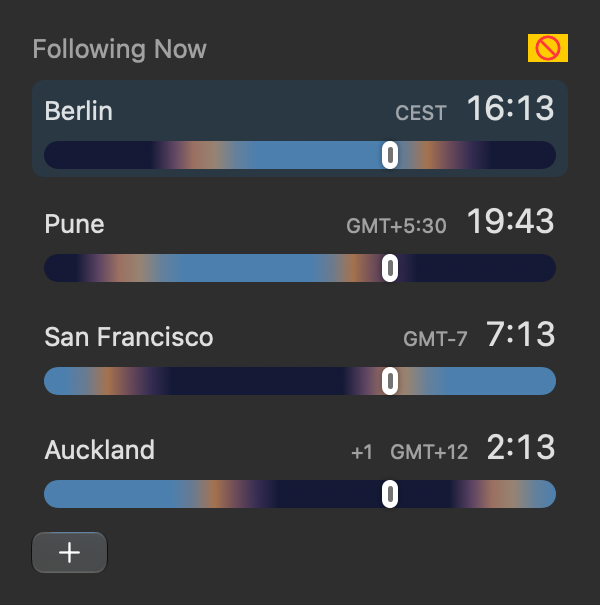 Following Now
Berlin CEST 16:13
Pune GMT+5:30 19:43
San Francisco GMT-7 7:13
Auckland +1 GMT+12 2:13
+